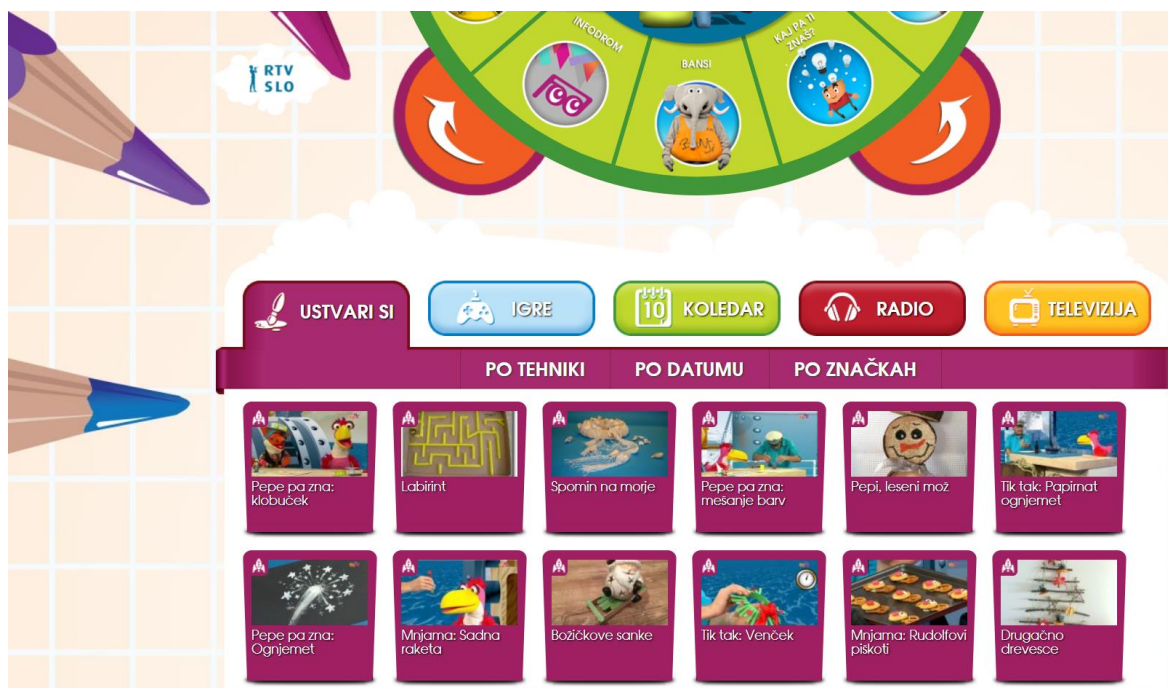 RTV
SLO
INFODROM
BANSI
KAJ PA TI
ZNAŠ?
Bansi
USTVARI SI
IGRE
10
KOLEDAR
RADIO
TELEVIZIJA
PO TEHNIKI
PO DATUMU
PO ZNAČKAH
Pepe pa zna:
klobuček
Labirint
Spomin na morje
Pepe pa zna:
mešanje barv
Pepi, leseni mož
Tik tak: Papirnat
ognjemet
Pepe pa zna:
Ognjemet
Mnjama: Sadna
raketa
Božičkove sanke
Tik tak: Venček
Mnjama: Rudolfovi
piškoti
Drugačno
drevesce